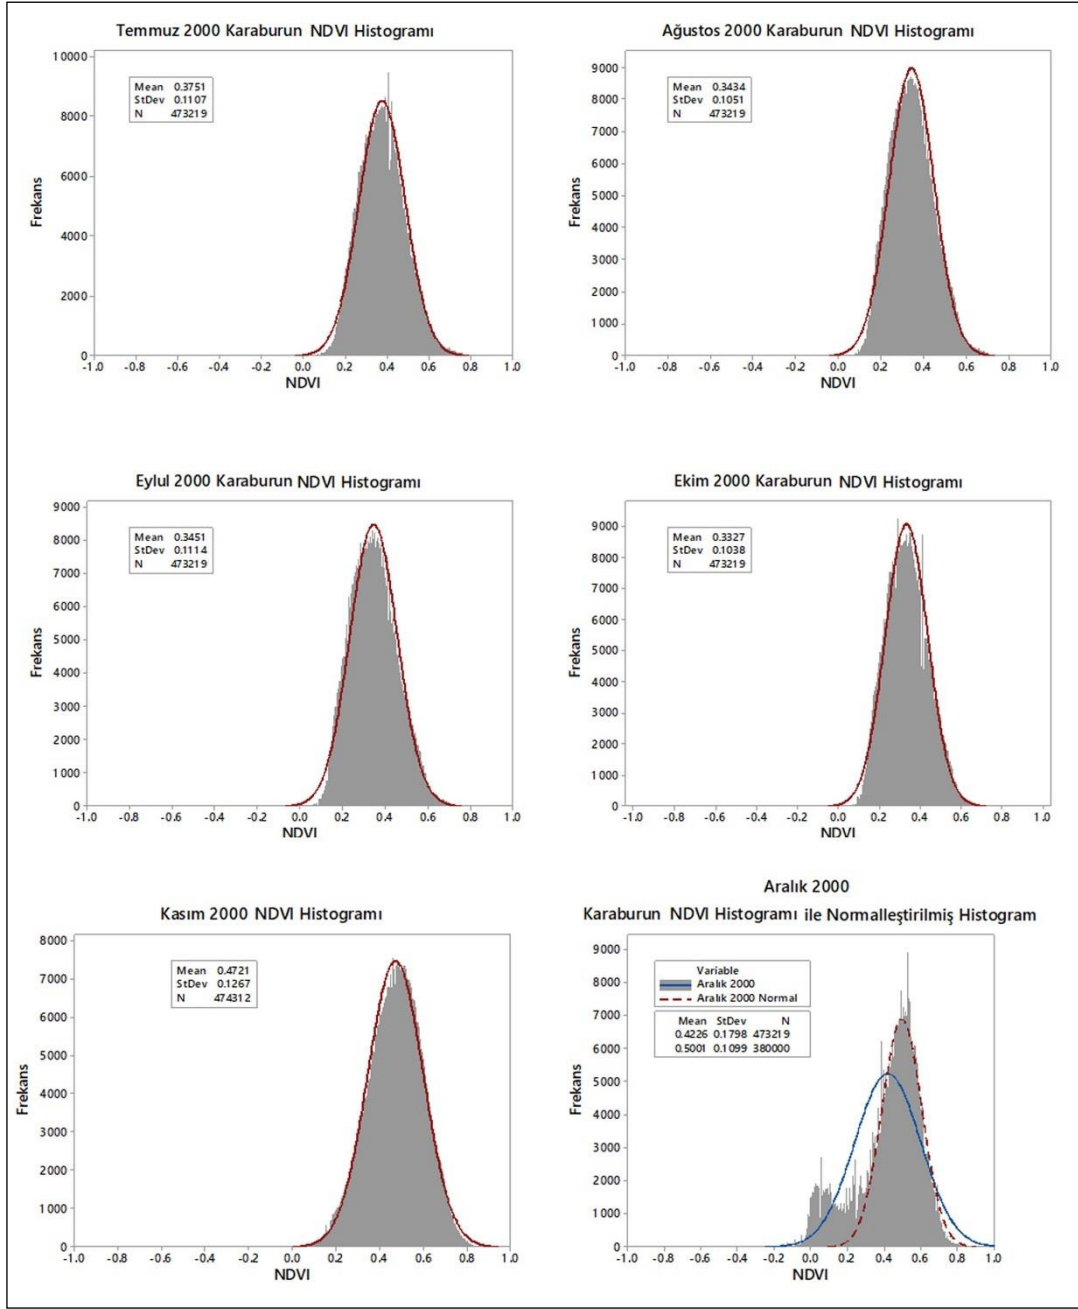 Temmuz 2000 Karaburun NDVI Histogramı
10000
8000
6000
4000
2000
0
Frekans
Mean 0.3751
StDev 0.1107
N 473219
-1.0 -0.8 -0.6 -0.4 -0.2 0.0 0.2 0.4 0.6 0.8 1.0
NDVI
Ağustos 2000 Karaburun NDVI Histogramı
9000
8000
7000
6000
5000
4000
3000
2000
1000
0
Frekans
Mean 0.3434
StDev 0.1051
N 473219
-1.0 -0.8 -0.6 -0.4 -0.2 0.0 0.2 0.4 0.6 0.8 1.0
NDVI
Eylul 2000 Karaburun NDVI Histogramı
9000
8000
7000
6000
5000
4000
3000
2000
1000
0
Frekans
Mean 0.3451
StDev 0.1114
N 473219
-1.0 -0.8 -0.6 -0.4 -0.2 0.0 0.2 0.4 0.6 0.8 1.0
NDVI
Ekim 2000 Karaburun NDVI Histogramı
9000
8000
7000
6000
5000
4000
3000
2000
1000
0
Frekans
Mean 0.3327
StDev 0.1038
N 473219
-1.0 -0.8 -0.6 -0.4 -0.2 0.0 0.2 0.4 0.6 0.8 1.0
NDVI
Kasım 2000 NDVI Histogramı
8000
7000
6000
5000
4000
3000
2000
1000
0
Frekans
Mean 0.4721
StDev 0.1267
N 474312
-1.0 -0.8 -0.6 -0.4 -0.2 0.0 0.2 0.4 0.6 0.8 1.0
NDVI
Aralık 2000
Karaburun NDVI Histogramı ile Normalleştirilmiş Histogram
9000
8000
7000
6000
5000
4000
3000
2000
1000
0
Frekans
Variable
Aralık 2000
Aralık 2000 Normal
Mean StDev N
0.4226 0.1798 473219
0.5001 0.1099 380000
-1.0 -0.8 -0.6 -0.4 -0.2 0.0 0.2 0.4 0.6 0.8 1.0
NDVI